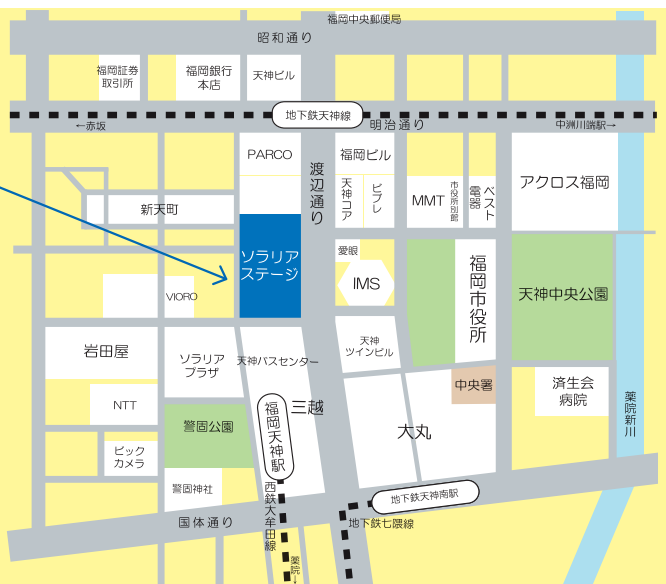 福岡中央郵便局
昭和通り
福岡証券
取引所
福岡銀行
本店
天神ビル
地下鉄天神線
←赤坂
明治通り
中洲川端駅→
PARCO
渡辺通り
福岡ビル
天神コア
ビブレ
MMT
市役所別館
ベスト
電器
アクロス福岡
新天町
ソラリア
ステージ
愛眼
IMS
福岡市役所
天神中央公園
VIORO
岩田屋
ソラリア
プラザ
天神バスセンター
天神
ツインビル
中央署
済生会
病院
薬院新川
NTT
三越
福岡天神駅
大丸
警固公園
ビック
カメラ
警固神社
西鉄大牟田線
地下鉄天神南駅
国体通り
地下鉄七隈線
薬院→